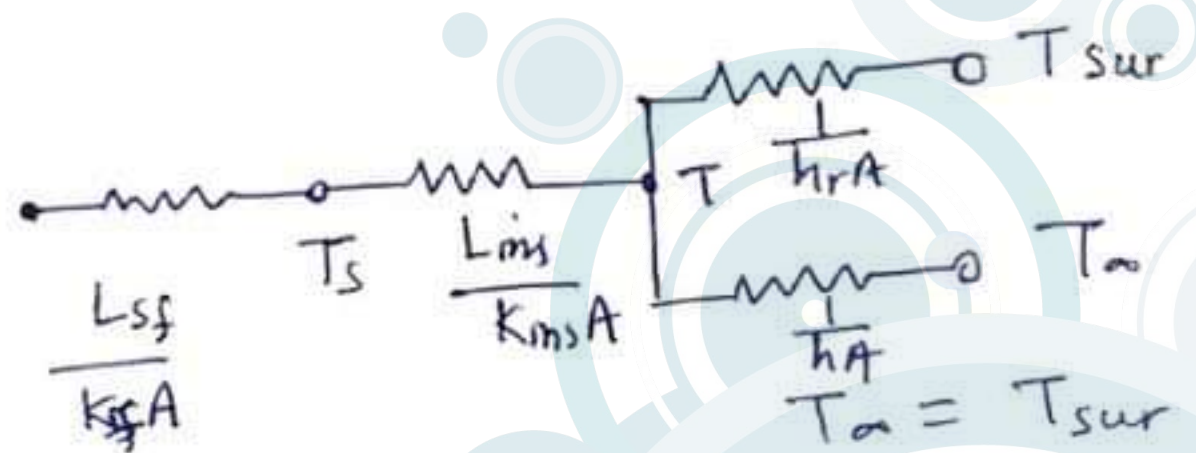 T sur
1
hrA
T
T∞
Ts
Lins
KinsA
Lsf
KsfA
1
hA
T∞ = Tsur